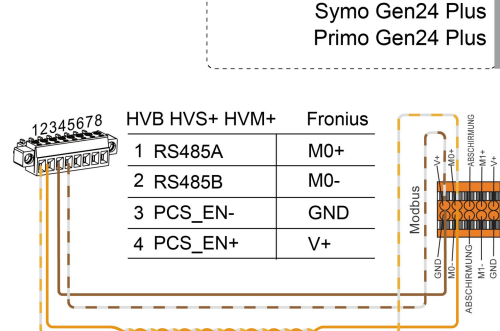 Symo Gen24 Plus
Primo Gen24 Plus
12345678
HVB HVS+ HVM+ Fronius
1 RS485A M0+
2 RS485B M0-
3 PCS_EN- GND
4 PCS_EN+ V+
Modbus
V+
M0+
ABSCHIRMUNG
M1+
V+
GND
M0-
ABSCHIRMUNG
M1-
GND